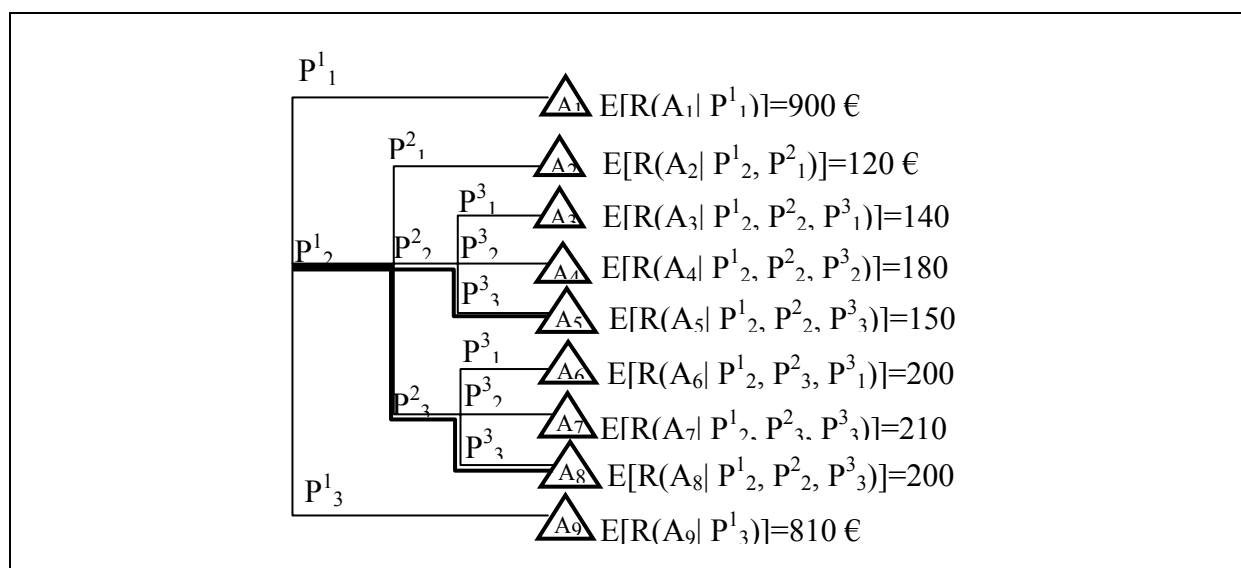 P¹₁
A₁ E[R(A₁| P¹₁)]=900 €
P²₁
A₂ E[R(A₂| P¹₂, P²₁)]=120 €
P³₁
A₃ E[R(A₃| P¹₂, P²₂, P³₁)]=140
P¹₂ P²₂ P³₂
A₄ E[R(A₄| P¹₂, P²₂, P³₂)]=180
P³₃
A₅ E[R(A₅| P¹₂, P²₂, P³₃)]=150
P³₁
A₆ E[R(A₆| P¹₂, P²₃, P³₁)]=200
P²₃ P³₂
A₇ E[R(A₇| P¹₂, P²₃, P³₃)]=210
P³₃
A₈ E[R(A₈| P¹₂, P²₂, P³₃)]=200
P¹₃
A₉ E[R(A₉| P¹₃)]=810 €